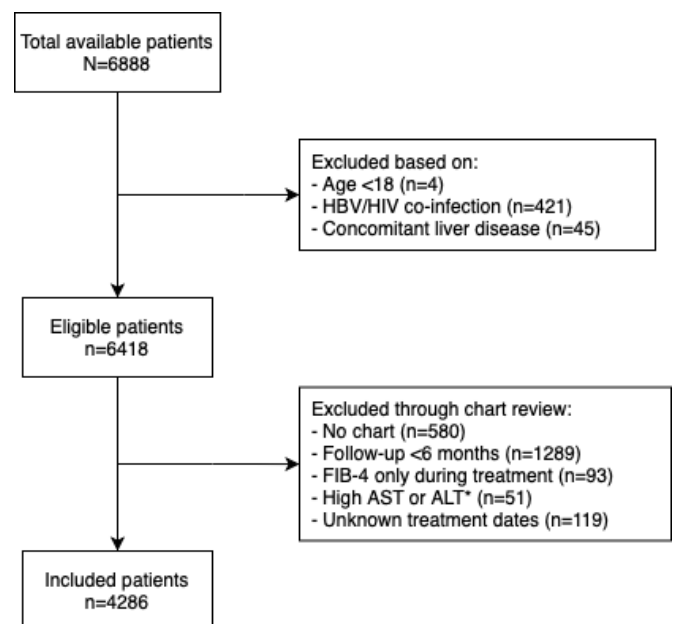 Total available patients
N=6888
Excluded based on:
- Age <18 (n=4)
- HBV/HIV co-infection (n=421)
- Concomitant liver disease (n=45)
Eligible patients
n=6418
Excluded through chart review:
- No chart (n=580)
- Follow-up <6 months (n=1289)
- FIB-4 only during treatment (n=93)
- High AST or ALT* (n=51)
- Unknown treatment dates (n=119)
Included patients
n=4286